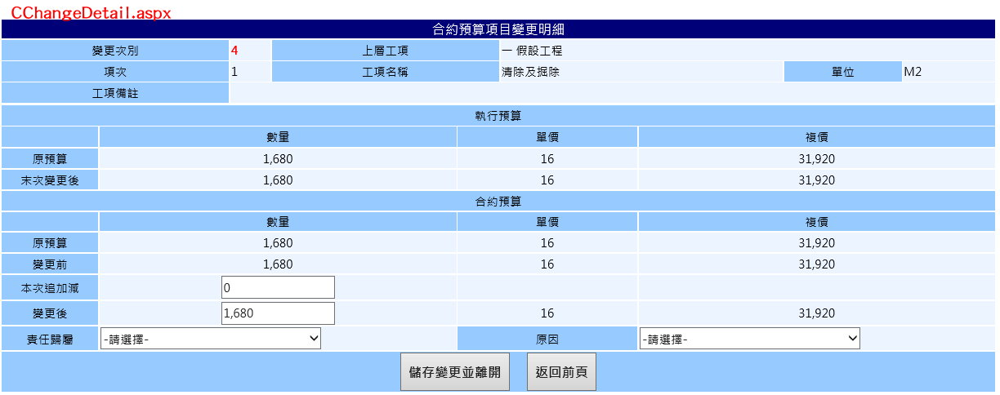 CChangeDetail.aspx
合約預算項目變更明細
變更次別 4 上層工項 一 假設工程
項次 1 工項名稱 清除及掘除 單位 M2
工項備註
執行預算
數量 單價 複價
原預算 1,680 16 31,920
末次變更後 1,680 16 31,920
合約預算
數量 單價 複價
原預算 1,680 16 31,920
變更前 1,680 16 31,920
本次追加減 0
變更後 1,680 16 31,920
責任歸屬 -請選擇- 原因 -請選擇-
儲存變更並離開 返回前頁